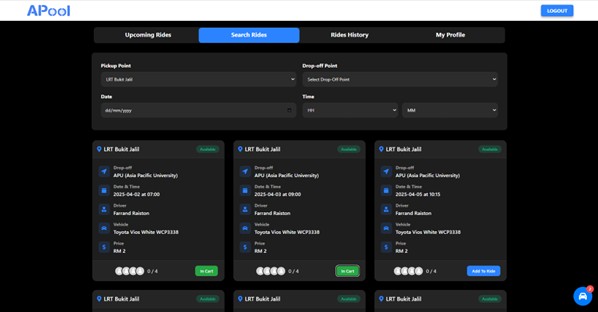 APool
LOGOUT
Upcoming Rides
Search Rides
Rides History
My Profile
Pickup Point
Drop-off Point
LRT Bukit Jalil
Select Drop-Off Point
Date
Time
dd/mm/yyyy
HH
MM
LRT Bukit Jalil
Available
Drop-off
APU (Asia Pacific University)
Date & Time
2025-04-02 at 07:00
Driver
Farrand Raiston
Vehicle
Toyota Vios White WCP3338
Price
RM 2
0 / 4
In Cart
LRT Bukit Jalil
Available
Drop-off
APU (Asia Pacific University)
Date & Time
2025-04-03 at 09:00
Driver
Farrand Raiston
Vehicle
Toyota Vios White WCP3338
Price
RM 2
0 / 4
In Cart
LRT Bukit Jalil
Available
Drop-off
APU (Asia Pacific University)
Date & Time
2025-04-05 at 10:15
Driver
Farrand Raiston
Vehicle
Toyota Vios White WCP3338
Price
RM 2
0 / 4
Add To Ride
LRT Bukit Jalil
Available
LRT Bukit Jalil
Available
LRT Bukit Jalil
Available